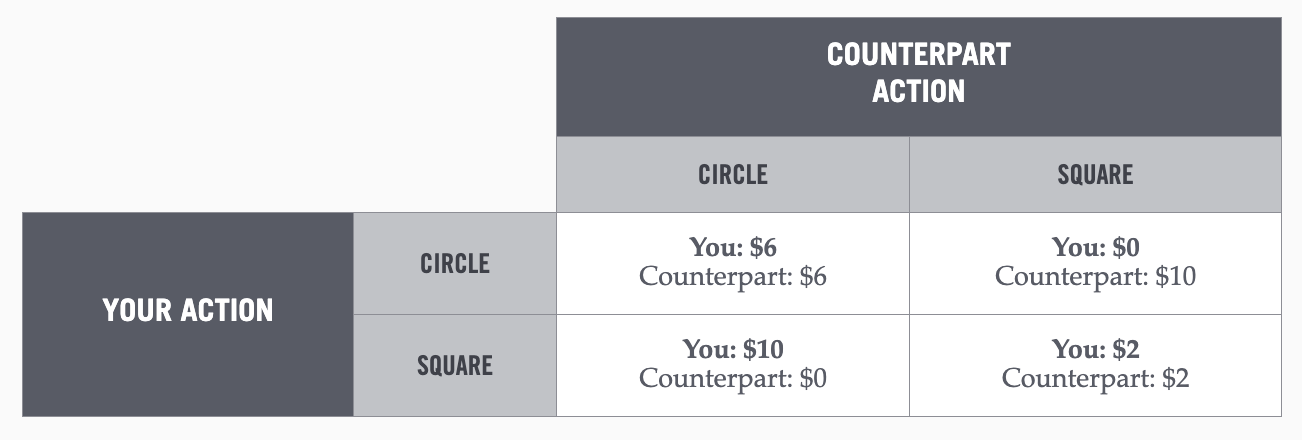 COUNTERPART
ACTION
CIRCLE
SQUARE
YOUR ACTION
CIRCLE
You: $6
Counterpart: $6
You: $0
Counterpart: $10
SQUARE
You: $10
Counterpart: $0
You: $2
Counterpart: $2